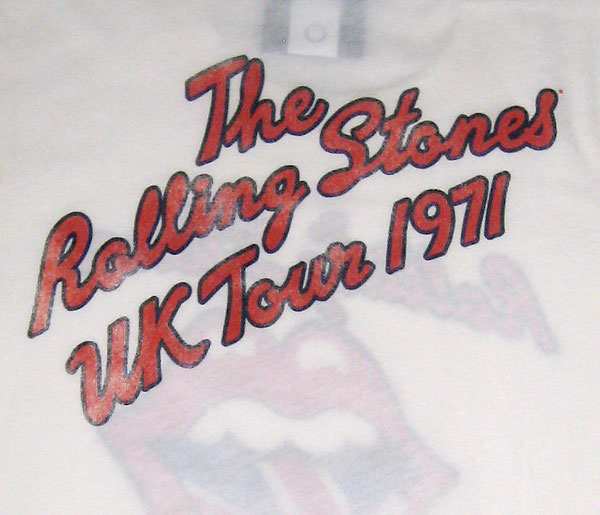 The
Rolling Stones
UK Tour 1971